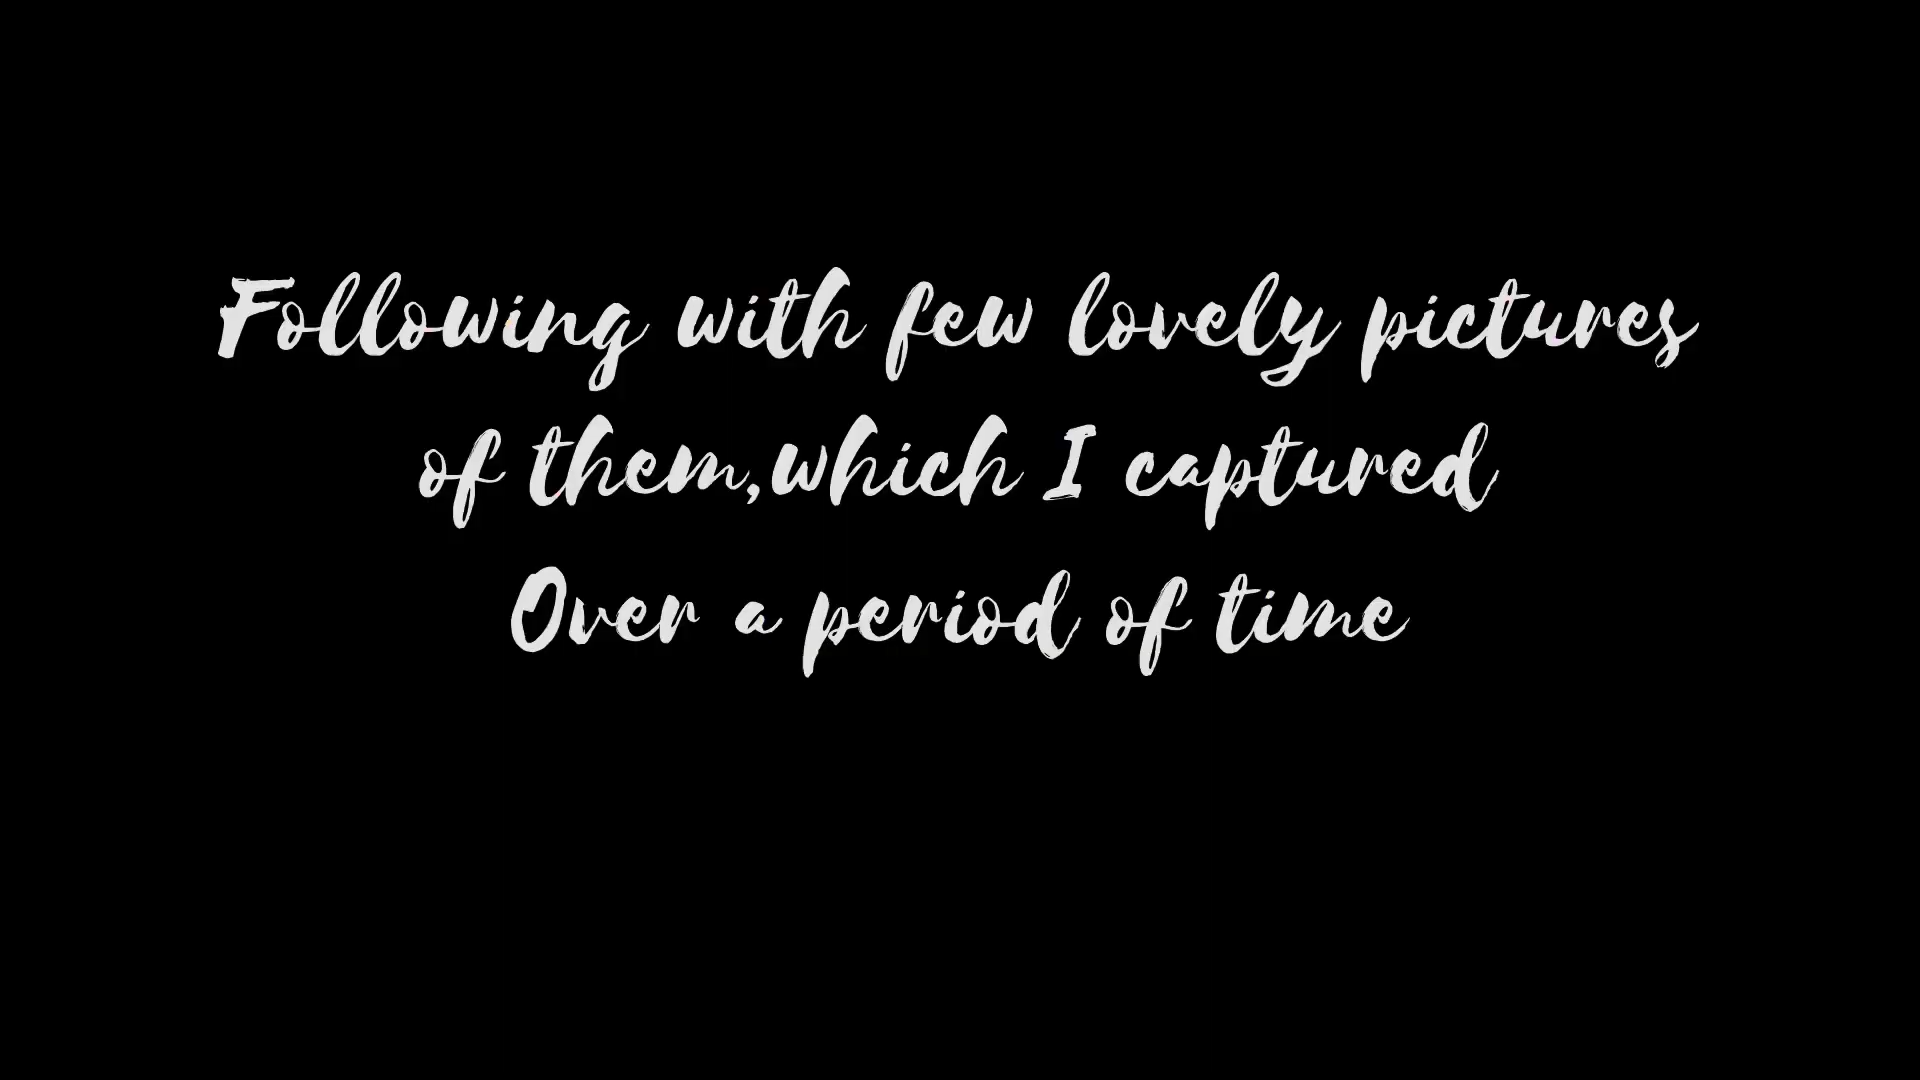 Following with few lovely pictures
of them,which I captured
Over a period of time